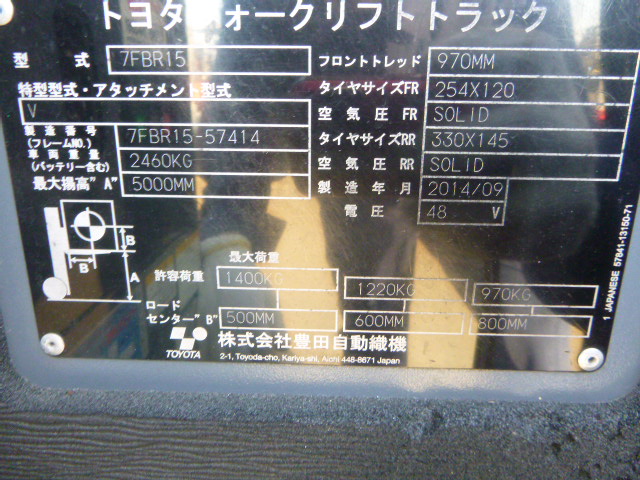 トヨタフォークリフトトラック
型式 7FBR15 フロントトレッド 970MM
特型型式・アタッチメント型式 タイヤサイズFR 254X120
V 空気圧FR SOLID
製造番号 (フレームNO.) 7FBR15-57414 タイヤサイズRR 330X145
車両重量 (バッテリー含む) 2460KG 空気圧RR SOLID
最大揚高"A" 5000MM 製造年月 2014/09
電圧 48 V
B
B A
最大荷重
許容荷重 1400KG 1220KG 970KG
ロード
センター"B" 500MM 600MM 800MM
TOYOTA 株式会社豊田自動織機
2-1, Toyoda-cho, Kariya-shi, Aichi 448-8671 Japan
1 JAPANESE 57641-13150-71